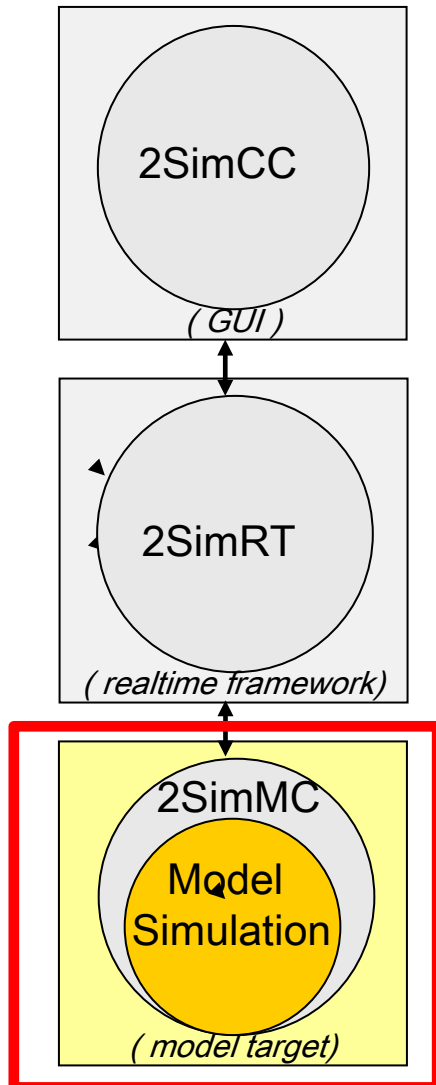 2SimCC
( GUI )
2SimRT
( realtime framework)
2SimMC
Model
Simulation
( model target)